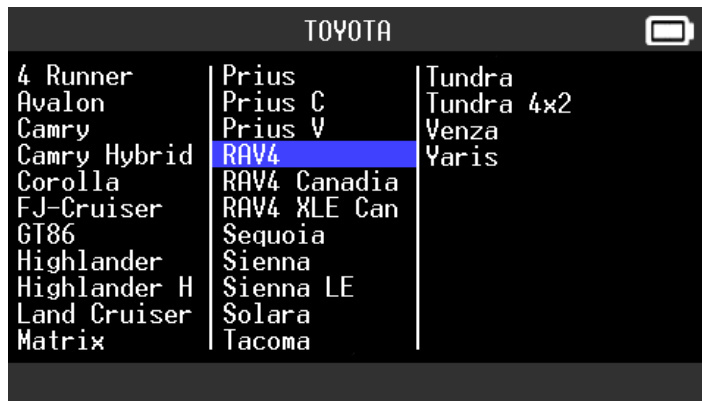 TOYOTA
4 Runner
Avalon
Camry
Camry Hybrid
Corolla
FJ-Cruiser
GT86
Highlander
Highlander H
Land Cruiser
Matrix
Prius
Prius C
Prius V
RAV4
RAV4 Canadia
RAV4 XLE Can
Sequoia
Sienna
Sienna LE
Solara
Tacoma
Tundra
Tundra 4x2
Venza
Yaris